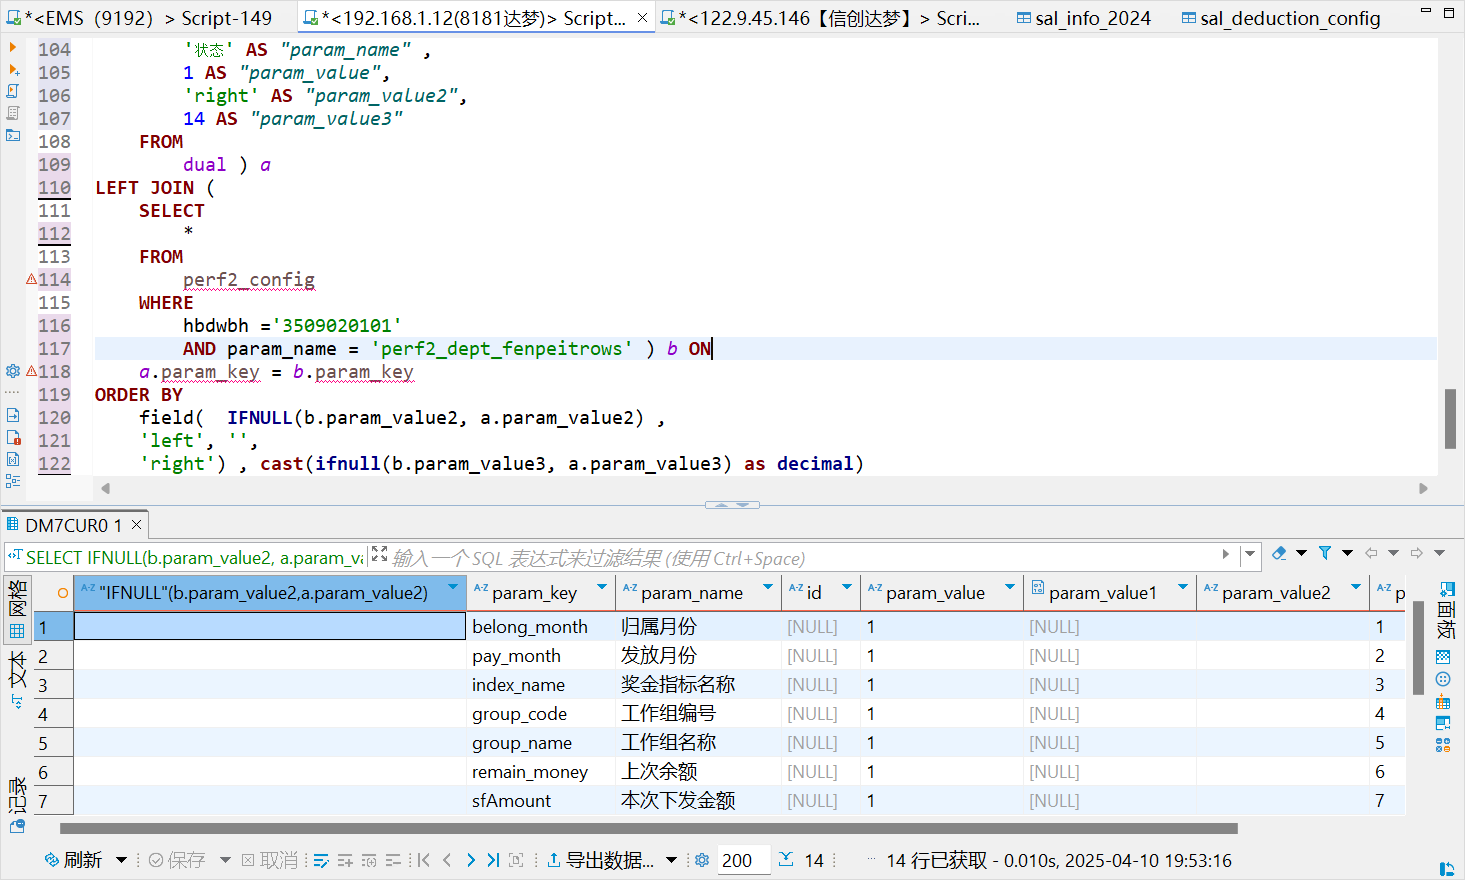 *<EMS（9192）> Script-149
*<192.168.1.12(8181达梦)> Script...
*<122.9.45.146【信创达梦】> Scri...
sal_info_2024
sal_deduction_config
104 '状态' AS "param_name" ,
105 1 AS "param_value",
106 'right' AS "param_value2",
107 14 AS "param_value3"
108 FROM
109 dual ) a
110 LEFT JOIN (
111 SELECT
112 *
113 FROM
114 perf2_config
115 WHERE
116 hbdwbh ='3509020101'
117 AND param_name = 'perf2_dept_fenpeitrows' ) b ON
118 a.param_key = b.param_key
119 ORDER BY
120 field(  IFNULL(b.param_value2, a.param_value2) ,
121 'left', '',
122 'right') , cast(ifnull(b.param_value3, a.param_value3) as decimal)
DM7CUR0 1
SELECT IFNULL(b.param_value2, a.param_va
输入一个 SQL 表达式来过滤结果 (使用 Ctrl+Space)
网格
文本
记录
面板
"IFNULL"(b.param_value2,a.param_value2) param_key param_name id param_value param_value1 param_value2 p
1 belong_month 归属月份 [NULL] 1 [NULL] 1
2 pay_month 发放月份 [NULL] 1 [NULL] 2
3 index_name 奖金指标名称 [NULL] 1 [NULL] 3
4 group_code 工作组编号 [NULL] 1 [NULL] 4
5 group_name 工作组名称 [NULL] 1 [NULL] 5
6 remain_money 上次余额 [NULL] 1 [NULL] 6
7 sfAmount 本次下发金额 [NULL] 1 [NULL] 7
刷新 保存 取消 导出数据... 200 14 14 行已获取 - 0.010s, 2025-04-10 19:53:16